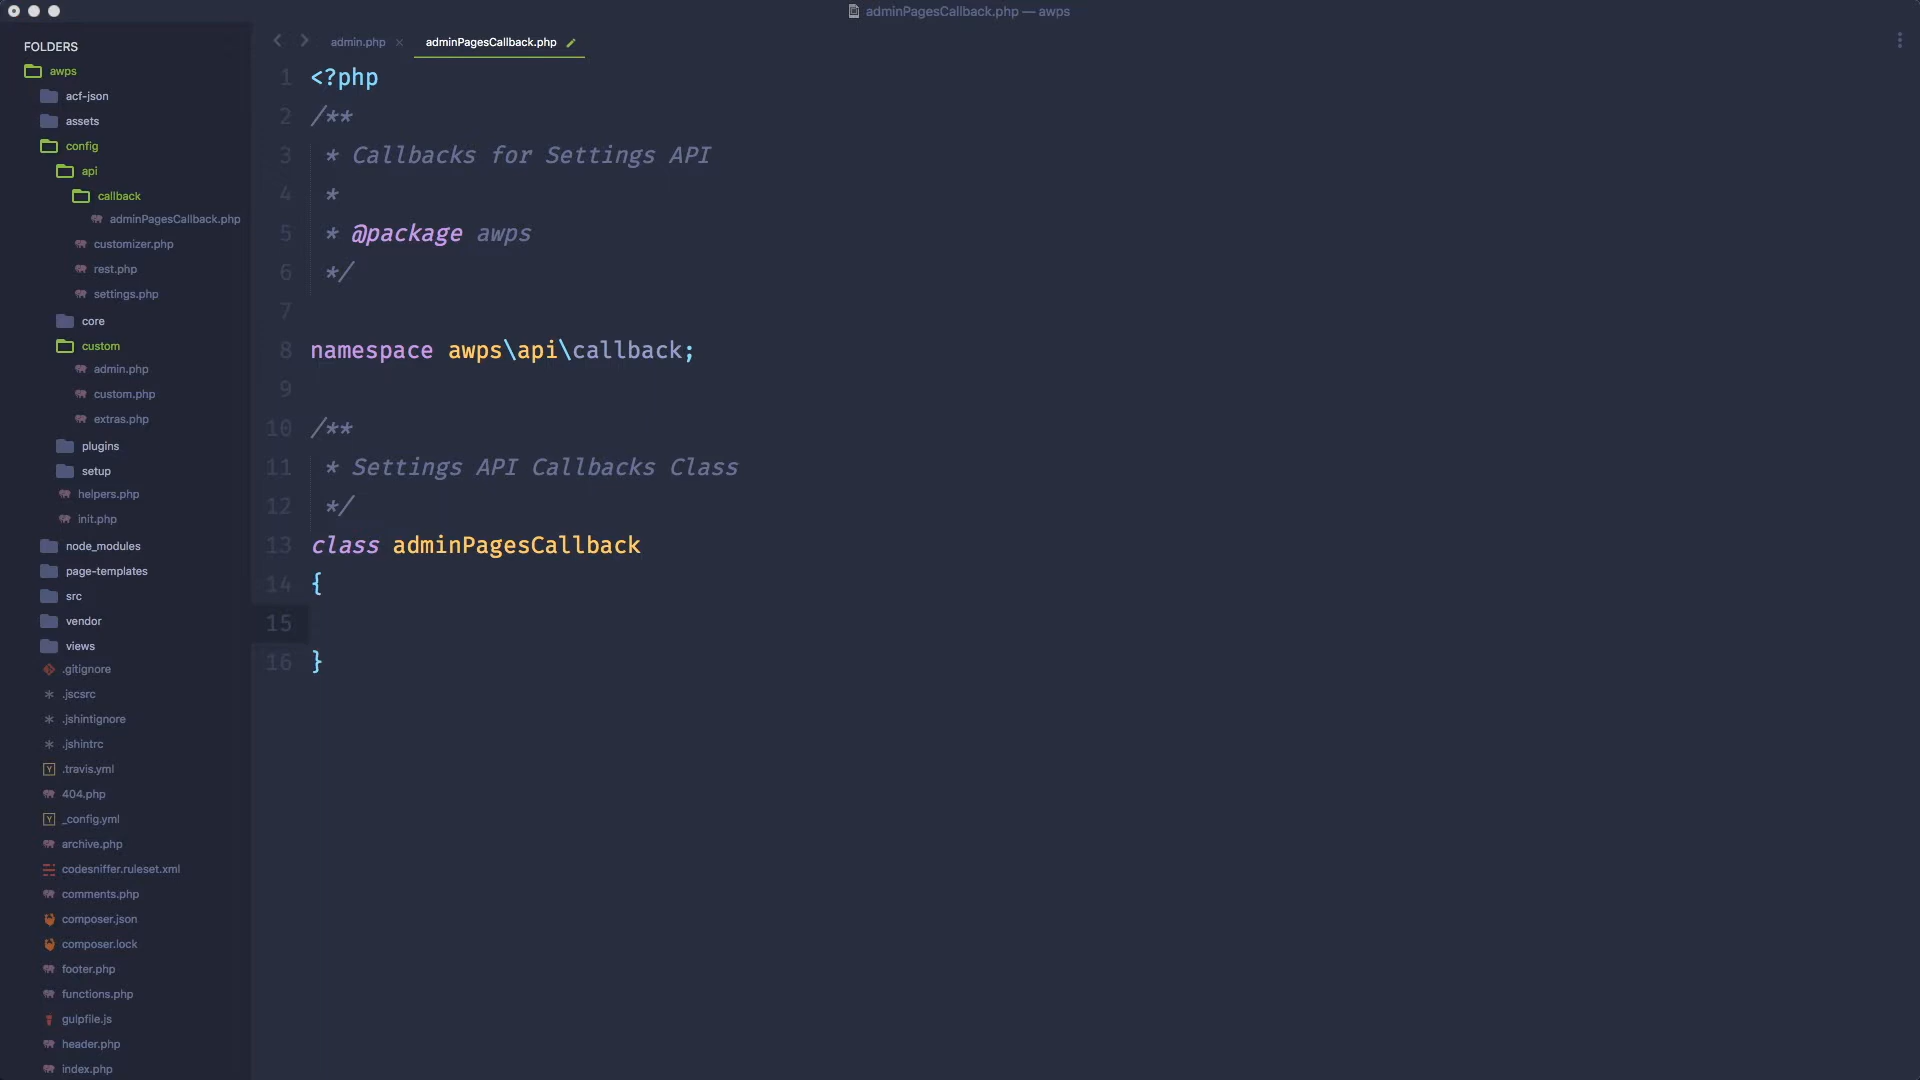 adminPagesCallback.php — awps
FOLDERS
awps
acf-json
assets
config
api
callback
adminPagesCallback.php
customizer.php
rest.php
settings.php
core
custom
admin.php
custom.php
extras.php
plugins
setup
helpers.php
init.php
node_modules
page-templates
src
vendor
views
.gitignore
.jscsrc
.jshintignore
.jshintrc
.travis.yml
404.php
_config.yml
archive.php
codesniffer.ruleset.xml
comments.php
composer.json
composer.lock
footer.php
functions.php
gulpfile.js
header.php
index.php
admin.php × adminPagesCallback.php
1 <?php
2 /**
3 * Callbacks for Settings API
4 *
5 * @package awps
6 */
7
8 namespace awps\api\callback;
9
10 /**
11 * Settings API Callbacks Class
12 */
13 class adminPagesCallback
14 {
15
16 }